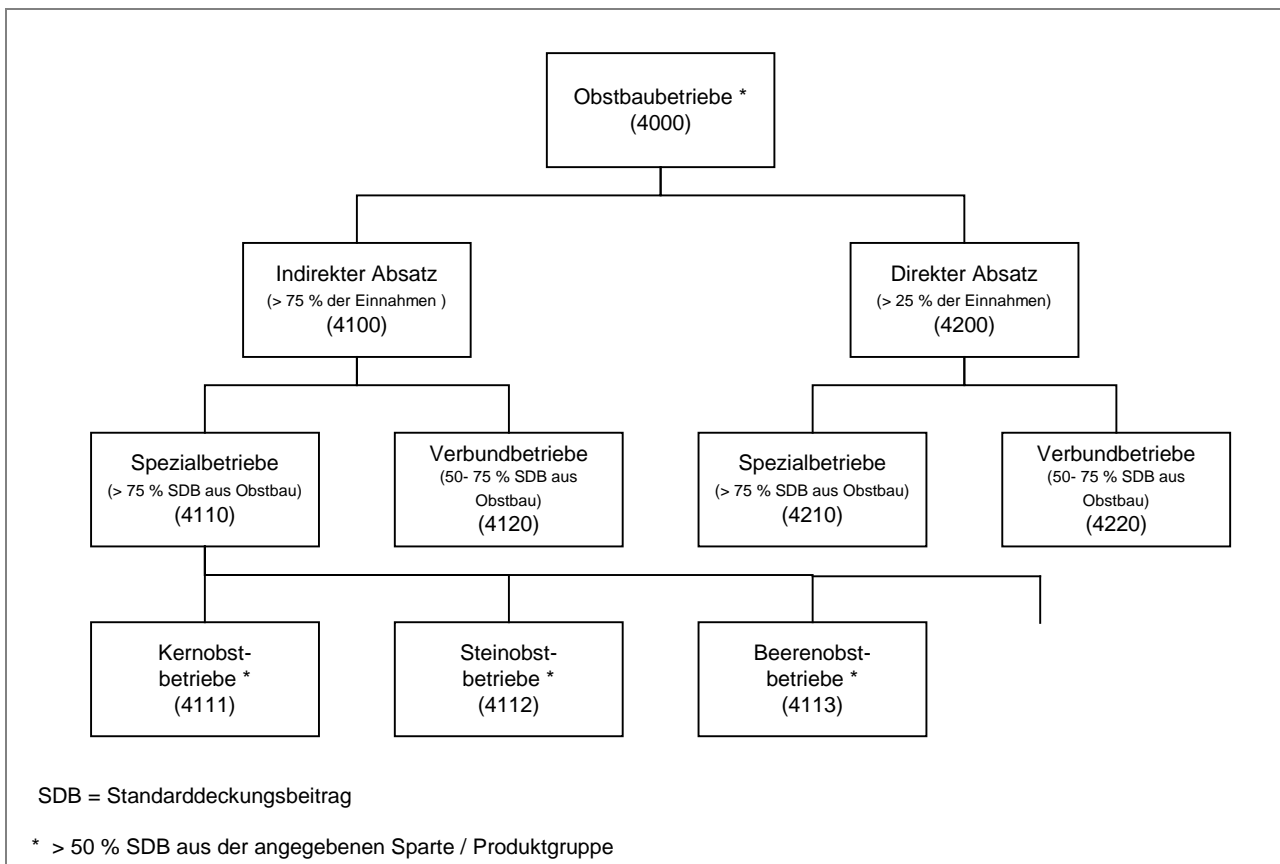 Obstbaubetriebe *
(4000)
Indirekter Absatz
(> 75 % der Einnahmen )
(4100)
Direkter Absatz
(> 25 % der Einnahmen)
(4200)
Spezialbetriebe
(> 75 % SDB aus Obstbau)
(4110)
Verbundbetriebe
(50- 75 % SDB aus
Obstbau)
(4120)
Spezialbetriebe
(> 75 % SDB aus Obstbau)
(4210)
Verbundbetriebe
(50- 75 % SDB aus
Obstbau)
(4220)
Kernobst-
betriebe *
(4111)
Steinobst-
betriebe *
(4112)
Beerenobst-
betriebe *
(4113)
SDB = Standarddeckungsbeitrag
* > 50 % SDB aus der angegebenen Sparte / Produktgruppe